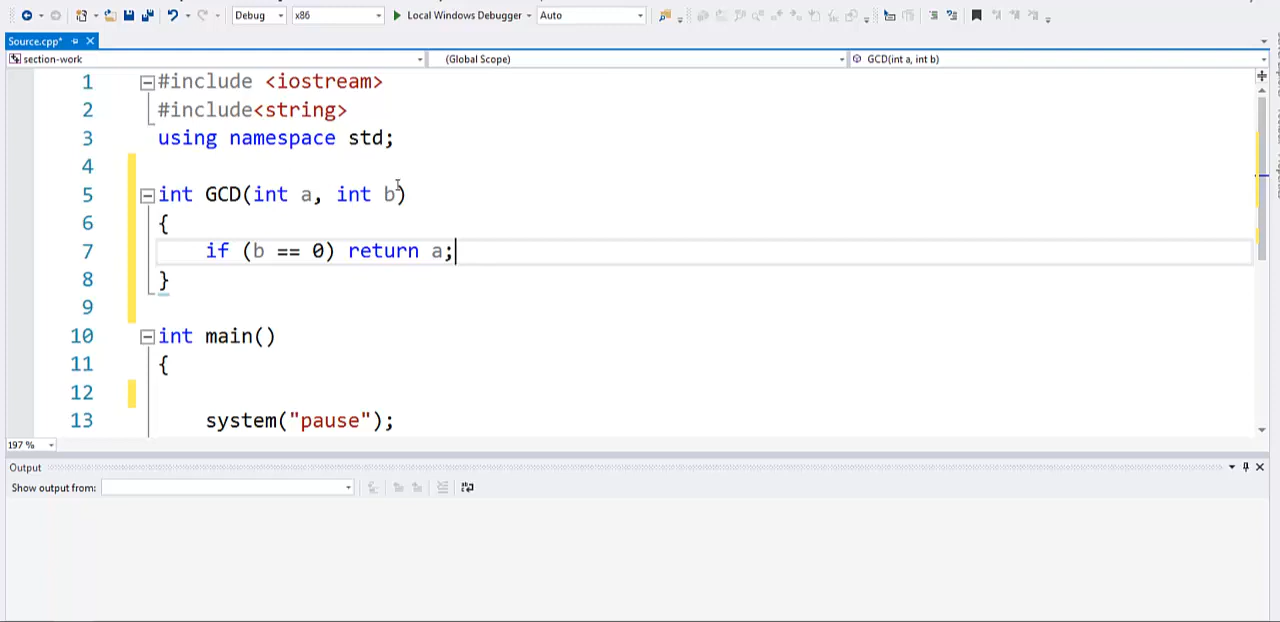 Debug x86 Local Windows Debugger Auto
Source.cpp*
section-work (Global Scope) GCD(int a, int b)
1 #include <iostream>
2 #include<string>
3 using namespace std;
4
5 int GCD(int a, int b)
6 {
7 if (b == 0) return a;
8 }
9
10 int main()
11 {
12
13 system("pause");
197 %
Output
Show output from: